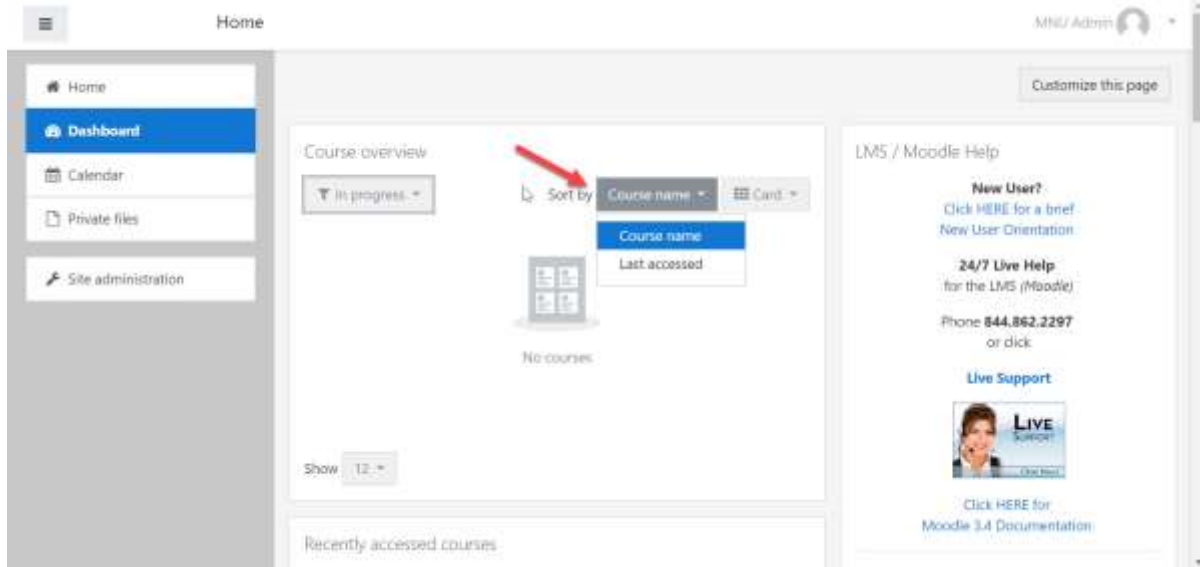 Home
MNU Admin
Home
Dashboard
Calendar
Private files
Site administration
Customize this page
Course overview
In progress
Sort by
Course name
Card
Course name
Last accessed
No courses
Show
12
Recently accessed courses
LMS / Moodle Help
New User?
Click HERE for a brief
New User Orientation
24/7 Live Help
for the LMS (Moodle)
Phone 844.862.2297
or click
Live Support
LIVE
SUPPORT
Click HERE for
Moodle 3.4 Documentation